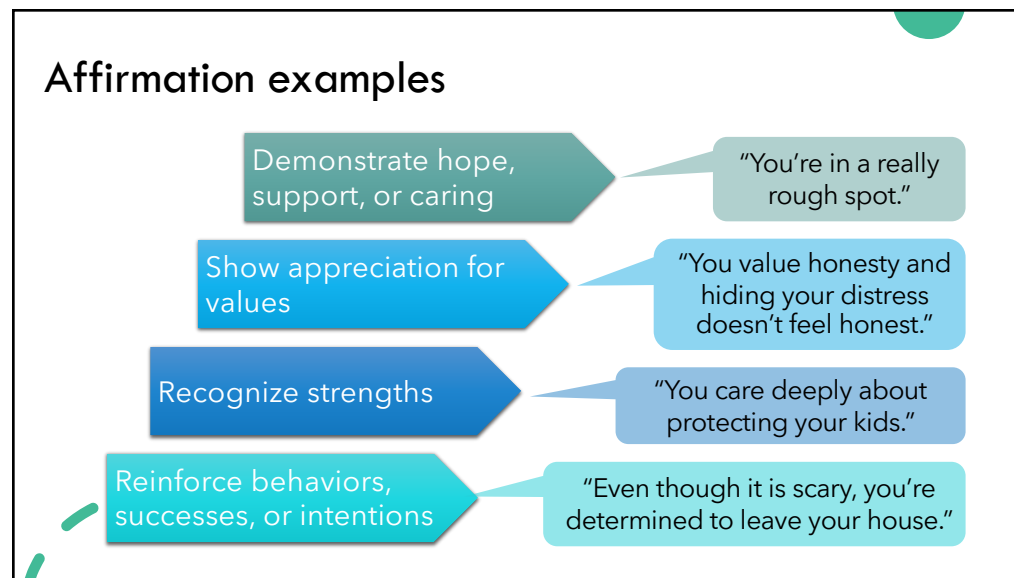 Affirmation examples
Demonstrate hope,
support, or caring
“You’re in a really
rough spot.”
Show appreciation for
values
“You value honesty and
hiding your distress
doesn’t feel honest.”
Recognize strengths
“You care deeply about
protecting your kids.”
Reinforce behaviors,
successes, or intentions
“Even though it is scary, you’re
determined to leave your house.”